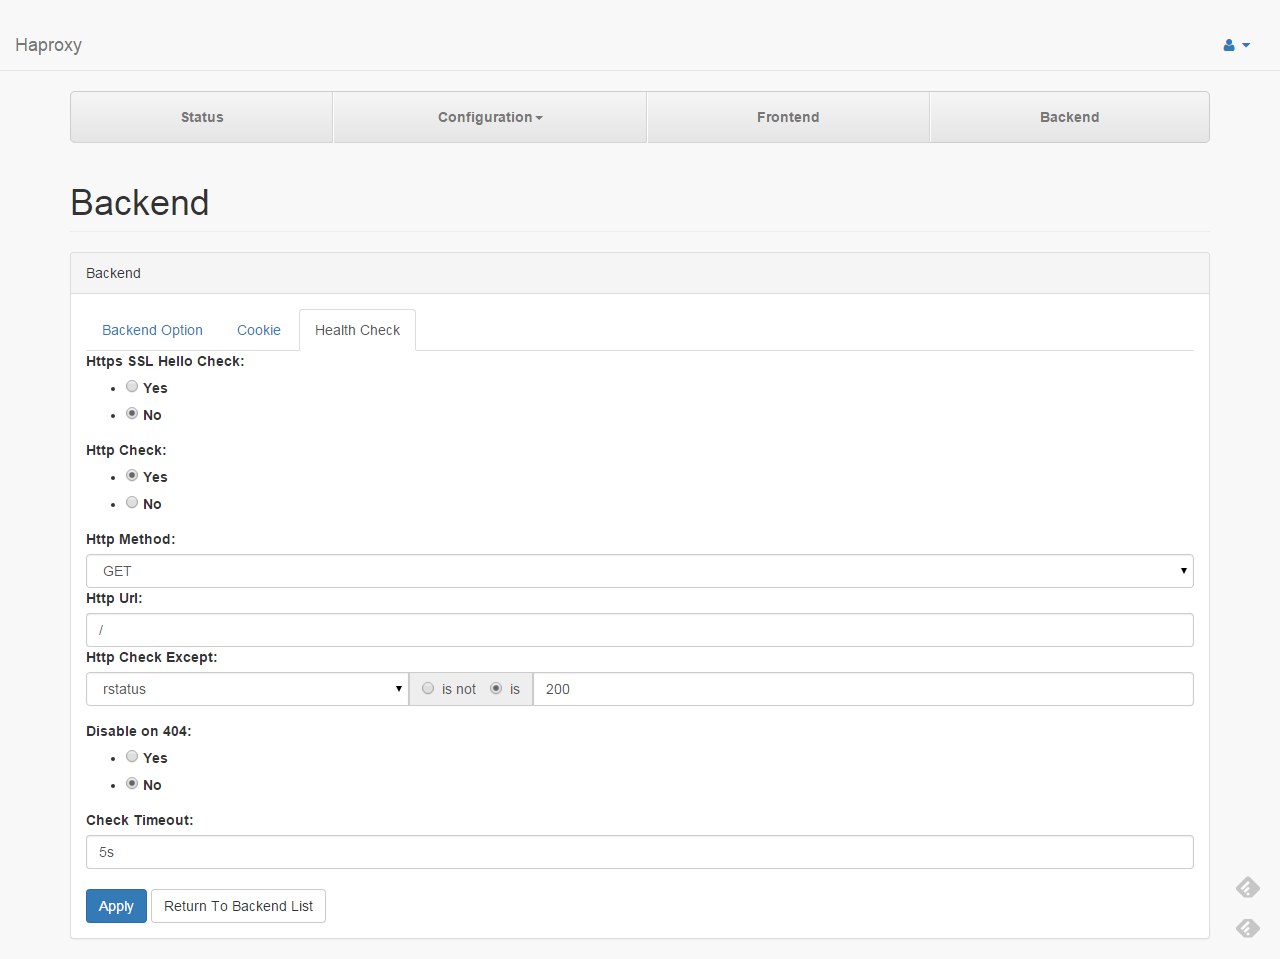 Haproxy
Status Configuration Frontend Backend
Backend
Backend
Backend Option Cookie Health Check
Https SSL Hello Check:
Yes
No
Http Check:
Yes
No
Http Method:
GET
Http Url:
/
Http Check Except:
rstatus is not is 200
Disable on 404:
Yes
No
Check Timeout:
5s
Apply Return To Backend List